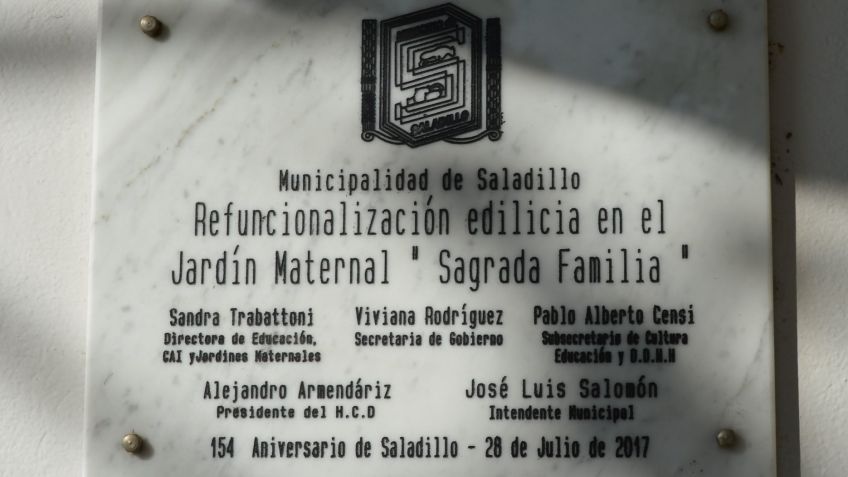 SALADILLO
Municipalidad de Saladillo
Refuncionalización edilicia en el
Jardín Maternal " Sagrada Familia "
Sandra Trabattoni Viviana Rodríguez Pablo Alberto Censi
Directora de Educación, Secretaria de Gobierno Subsecretario de Cultura
CAI yJardines Maternales Educación y D.D.H.H
Alejandro Armendáriz José Luis Salomón
Presidente del H.C.D Intendente Municipal
154 Aniversario de Saladillo - 28 de Julio de 2017